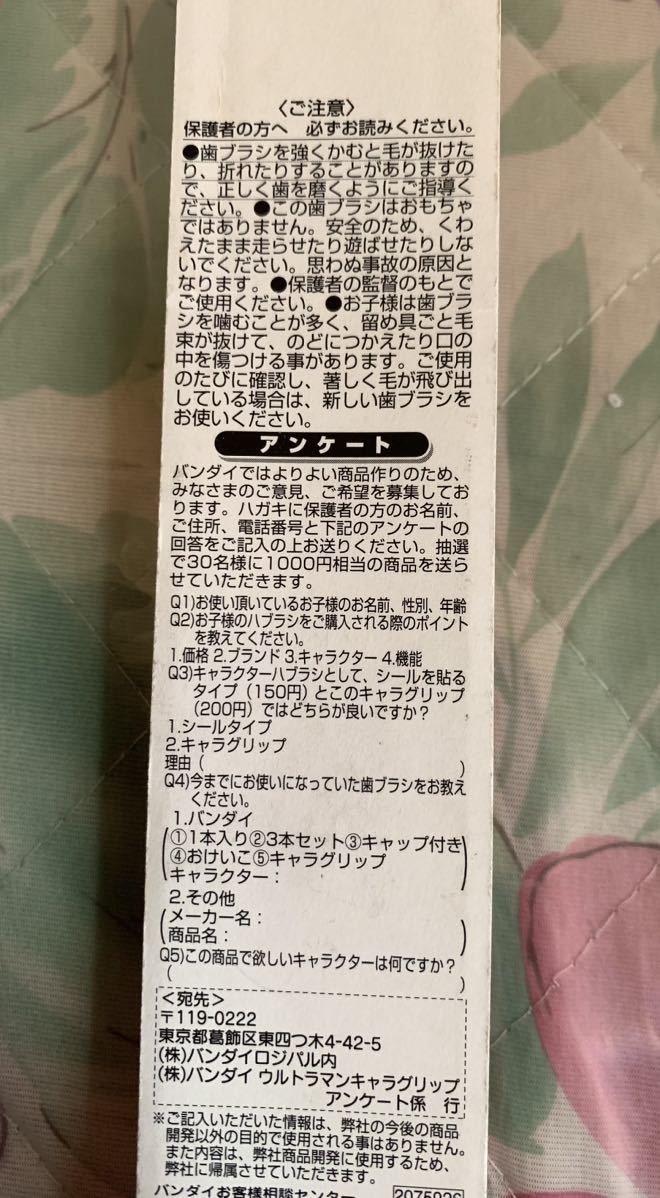 〈ご注意〉
保護者の方へ　必ずお読みください。
●歯ブラシを強くかむと毛が抜けた
り、折れたりすることがありますの
で、正しく歯を磨くようにご指導く
ださい。●この歯ブラシはおもちゃ
ではありません。安全のため、くわ
えたまま走らせたり遊ばせたりしな
いでください。思わぬ事故の原因と
なります。●保護者の監督のもとで
ご使用ください。●お子様は歯ブラ
シを噛むことが多く、留め具ごと毛
束が抜けて、のどにつかえたり口の
中を傷つける事があります。ご使用
のたびに確認し、著しく毛が飛び出
している場合は、新しい歯ブラシを
お使いください。
アンケート
バンダイではよりよい商品作りのため、
みなさまのご意見、ご希望を募集してお
ります。ハガキに保護者の方のお名前、
ご住所、電話番号と下記のアンケートの
回答をご記入の上お送りください。抽選
で30名様に1000円相当の商品を送ら
せていただきます。
Q1)お使い頂いているお子様のお名前、性別、年齢
Q2)お子様のハブラシをご購入される際のポイント
を教えてください。
1.価格 2.ブランド 3.キャラクター 4.機能
Q3)キャラクターハブラシとして、シールを貼る
タイプ（150円）とこのキャラグリップ
（200円）ではどちらが良いですか？
1.シールタイプ
2.キャラグリップ
理由（　　　　　　　　　　　　　　）
Q4)今までにお使いになっていた歯ブラシをお教え
ください。
1.バンダイ
(①1本入り②3本セット③キャップ付き
④おけいこ⑤キャラグリップ
キャラクター：　　　　　　　　　)
2.その他
(メーカー名：
商品名：　　　　　　　　　　　)
Q5)この商品で欲しいキャラクターは何ですか？
(　　　　　　　　　　　　　　　)
＜宛先＞
〒119-0222
東京都葛飾区東四つ木4-42-5
(株)バンダイロジパル内
(株)バンダイ ウルトラマンキャラグリップ
アンケート係　行
※ご記入いただいた情報は、弊社の今後の商品
開発以外の目的で使用される事はありません。
また内容は、弊社商品開発に使用するため、
弊社に帰属させていただきます。
バンダイお客様相談センター　2075926